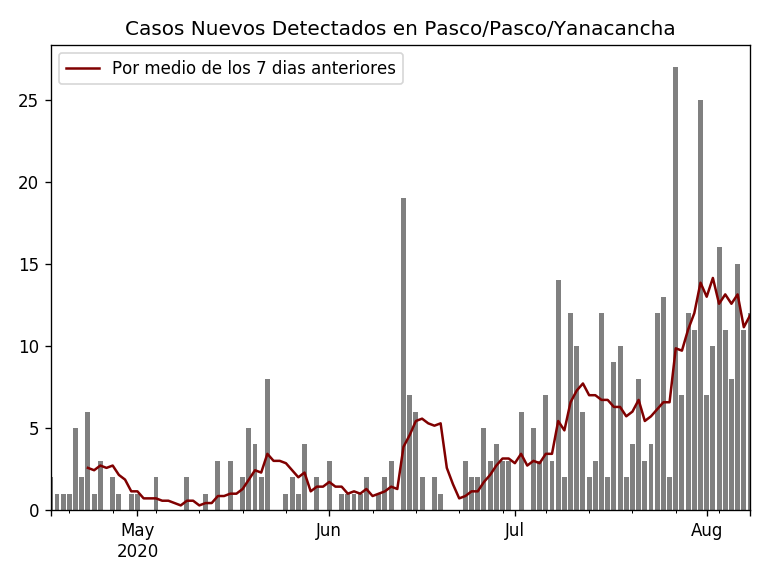 Casos Nuevos Detectados en Pasco/Pasco/Yanacancha
Por medio de los 7 dias anteriores
25
20
15
10
5
0
May Jun Jul Aug
2020